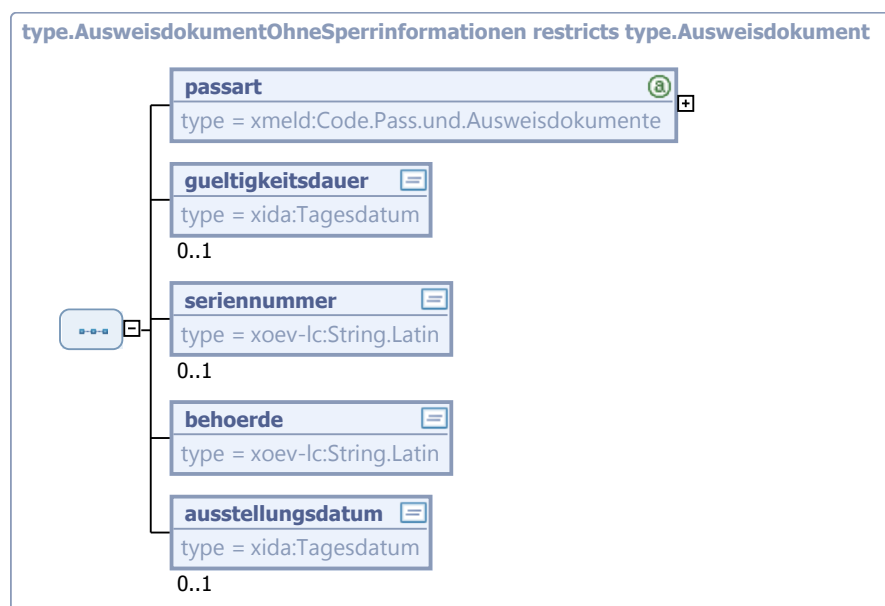 type.AusweisdokumentOhneSperrinformationen restricts type.Ausweisdokument
passart
type = xmeld:Code.Pass.und.Ausweisdokumente
gueltigkeitsdauer
type = xida:Tagesdatum
0..1
seriennummer
type = xoev-lc:String.Latin
0..1
behoerde
type = xoev-lc:String.Latin
ausstellungsdatum
type = xida:Tagesdatum
0..1